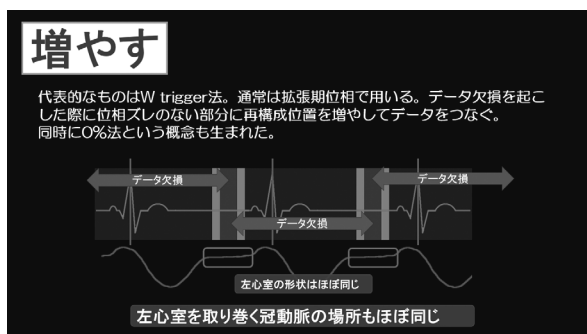 増やす
代表的なものはW trigger法。通常は拡張期位相で用いる。データ欠損を起こ
した際に位相ズレのない部分に再構成位置を増やしてデータをつなぐ。
同時に0%法という概念も生まれた。
データ欠損
データ欠損
データ欠損
左心室の形状はほぼ同じ
左心室を取り巻く冠動脈の場所もほぼ同じ